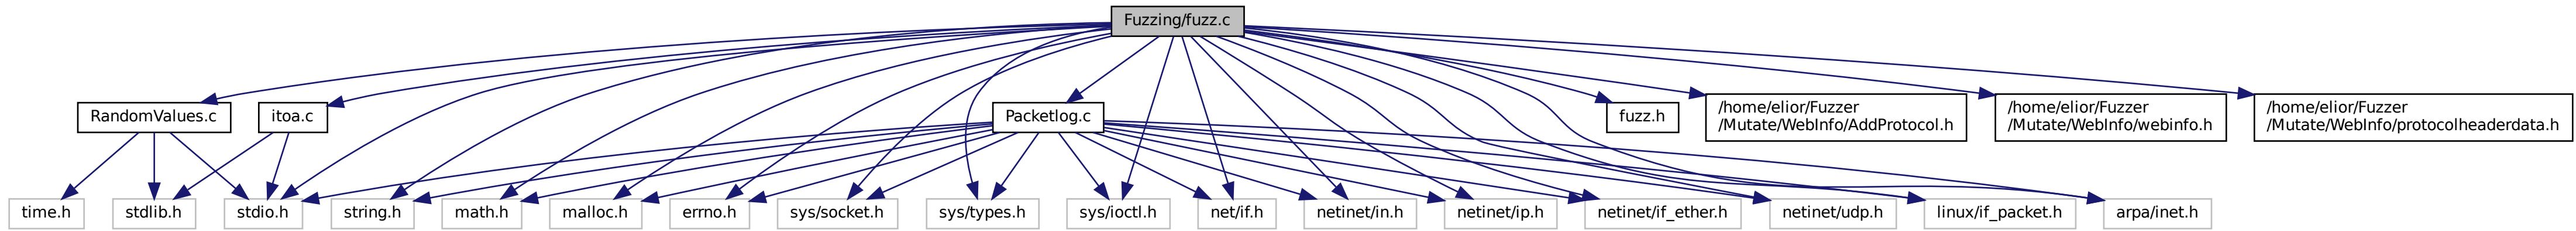 Fuzzing/fuzz.c
RandomValues.c
itoa.c
Packetlog.c
fuzz.h
/home/elior/Fuzzer
/Mutate/WebInfo/AddProtocol.h
/home/elior/Fuzzer
/Mutate/WebInfo/webinfo.h
/home/elior/Fuzzer
/Mutate/WebInfo/protocolheaderdata.h
time.h
stdlib.h
stdio.h
string.h
math.h
malloc.h
errno.h
sys/socket.h
sys/types.h
sys/ioctl.h
net/if.h
netinet/in.h
netinet/ip.h
netinet/if_ether.h
netinet/udp.h
linux/if_packet.h
arpa/inet.h